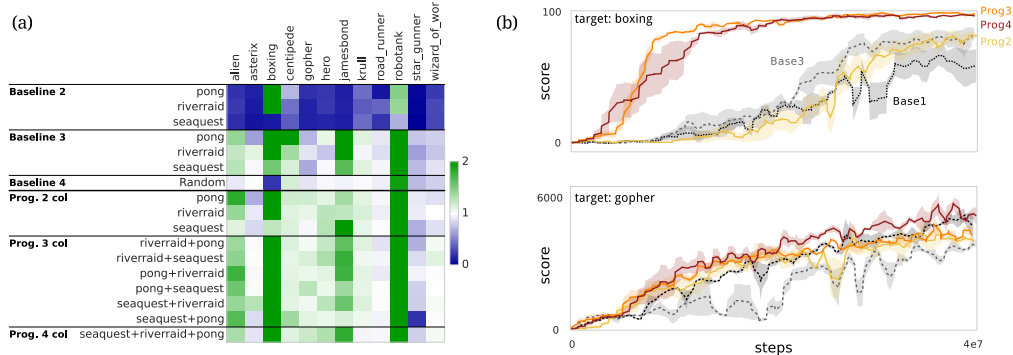 (a)
alien
asterix
boxing
centipede
gopher
hero
jamesbond
krull
road_runner
robotank
star_gunner
wizard_of_wor
Baseline 2
pong
riverraid
seaquest
Baseline 3
pong
riverraid
seaquest
Baseline 4
Random
Prog. 2 col
pong
riverraid
seaquest
Prog. 3 col
riverraid+pong
riverraid+seaquest
pong+riverraid
pong+seaquest
seaquest+riverraid
seaquest+pong
Prog. 4 col
seaquest+riverraid+pong
2
1
0
(b)
100
score
0
target: boxing
Prog3
Prog4
Prog2
Base3
Base1
6000
score
0
target: gopher
0
steps
4e7